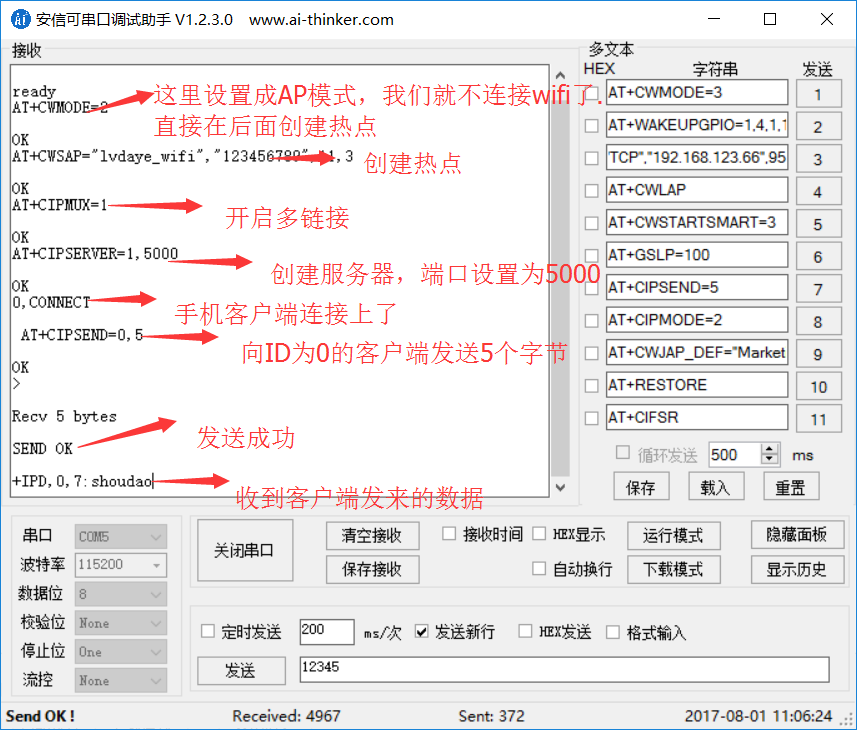 安信可串口调试助手 V1.2.3.0 www.ai-thinker.com
接收
ready
AT+CWMODE=2
这里设置成AP模式，我们就不连接wifi了.
直接在后面创建热点
OK
AT+CWSAP="lvdaye_wifi","123456789",11,3
创建热点
OK
AT+CIPMUX=1
开启多链接
OK
AT+CIPSERVER=1,5000
创建服务器，端口设置为5000
OK
0,CONNECT
手机客户端连接上了
AT+CIPSEND=0,5
向ID为0的客户端发送5个字节
OK
>
Recv 5 bytes
发送成功
SEND OK
+IPD,0,7:shoudao
收到客户端发来的数据
多文本
HEX 字符串 发送
AT+CWMODE=3 1
AT+WAKEUPGPIO=1,4,1,1 2
'TCP","192.168.123.66",95 3
AT+CWLAP 4
AT+CWSTARTSMART=3 5
AT+GSLP=100 6
AT+CIPSEND=5 7
AT+CIPMODE=2 8
AT+CWJAP_DEF="Market 9
AT+RESTORE 10
AT+CIFSR 11
循环发送 500 ms
保存 载入 重置
串口 COM5
波特率 115200
数据位 8
校验位 None
停止位 One
流控 None
关闭串口
清空接收 接收时间 HEX显示 运行模式 隐藏面板
保存接收 自动换行 下载模式 显示历史
定时发送 200 ms/次 发送新行 HEX发送 格式输入
发送 12345
Send OK ! Received: 4967 Sent: 372 2017-08-01 11:06:24